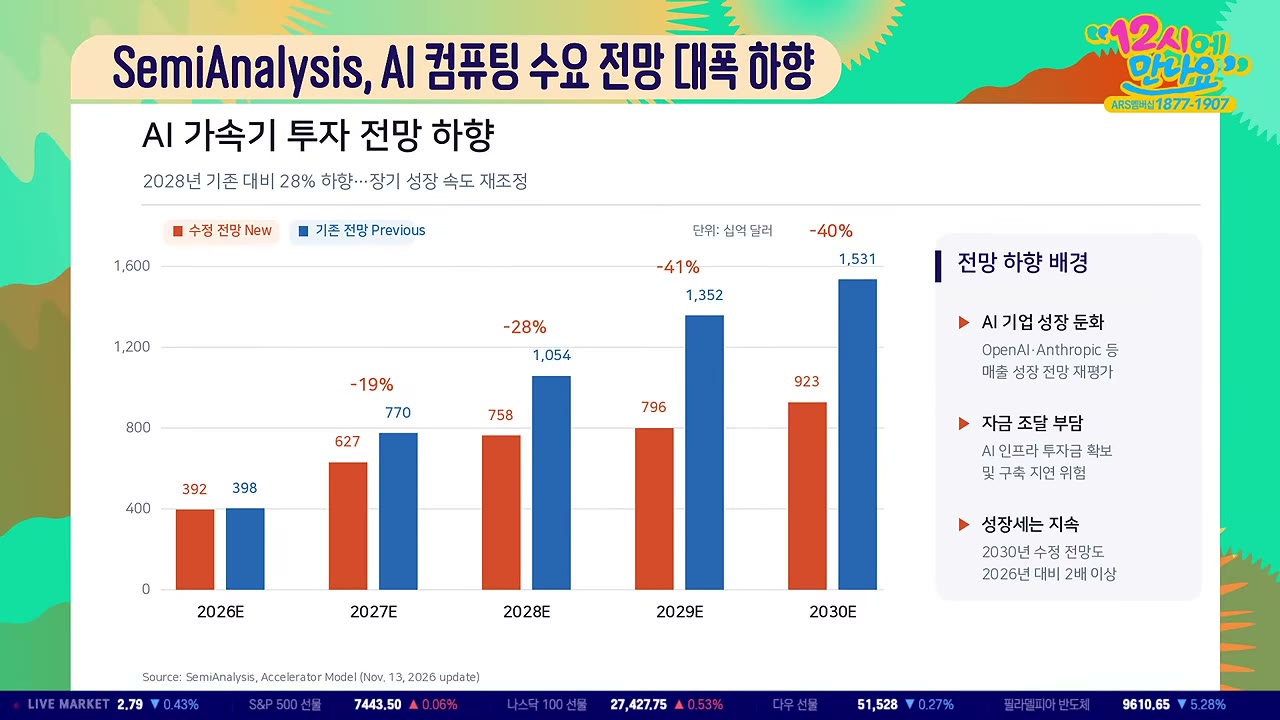 SemiAnalysis, AI 컴퓨팅 수요 전망 대폭 하향
“12시에
만나요”
ARS멤버십 1877-1907
AI 가속기 투자 전망 하향
2028년 기존 대비 28% 하향…장기 성장 속도 재조정
수정 전망 New
기존 전망 Previous
단위: 십억 달러
-40%
1,531
-41%
1,352
-28%
1,054
-19%
770
627
758
796
923
392
398
1,600
1,200
800
400
0
2026E
2027E
2028E
2029E
2030E
전망 하향 배경
▶ AI 기업 성장 둔화
OpenAI·Anthropic 등
매출 성장 전망 재평가
▶ 자금 조달 부담
AI 인프라 투자금 확보
및 구축 지연 위험
▶ 성장세는 지속
2030년 수정 전망도
2026년 대비 2배 이상
Source: SemiAnalysis, Accelerator Model (Nov. 13, 2026 update)
LIVE MARKET 2.79 ▼0.43% S&P 500 선물 7443.50 ▲0.06% 나스닥 100 선물 27,427.75 ▲0.53% 다우 선물 51,528 ▼0.27% 필라델피아 반도체 9610.65 ▼5.28%